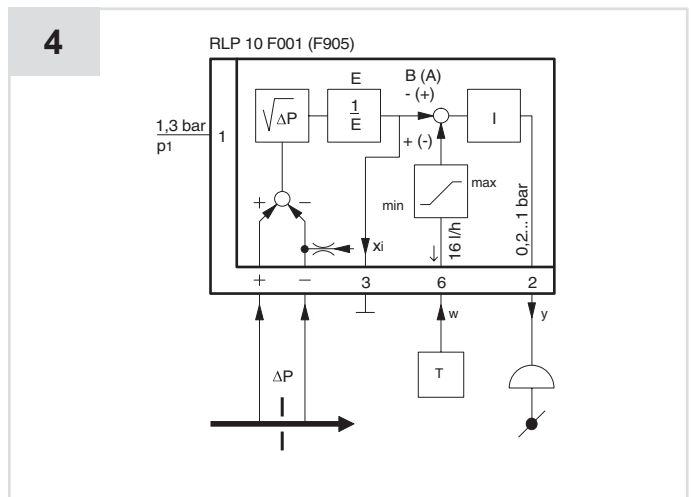 4
RLP 10 F001 (F905)
E
B (A)
- (+)
√ΔP
1
E
I
1,3 bar
p1
1
+ (-)
min
max
+
−
xi
↓
16 l/h
0,2...1 bar
+
−
3
6
2
w
y
T
ΔP